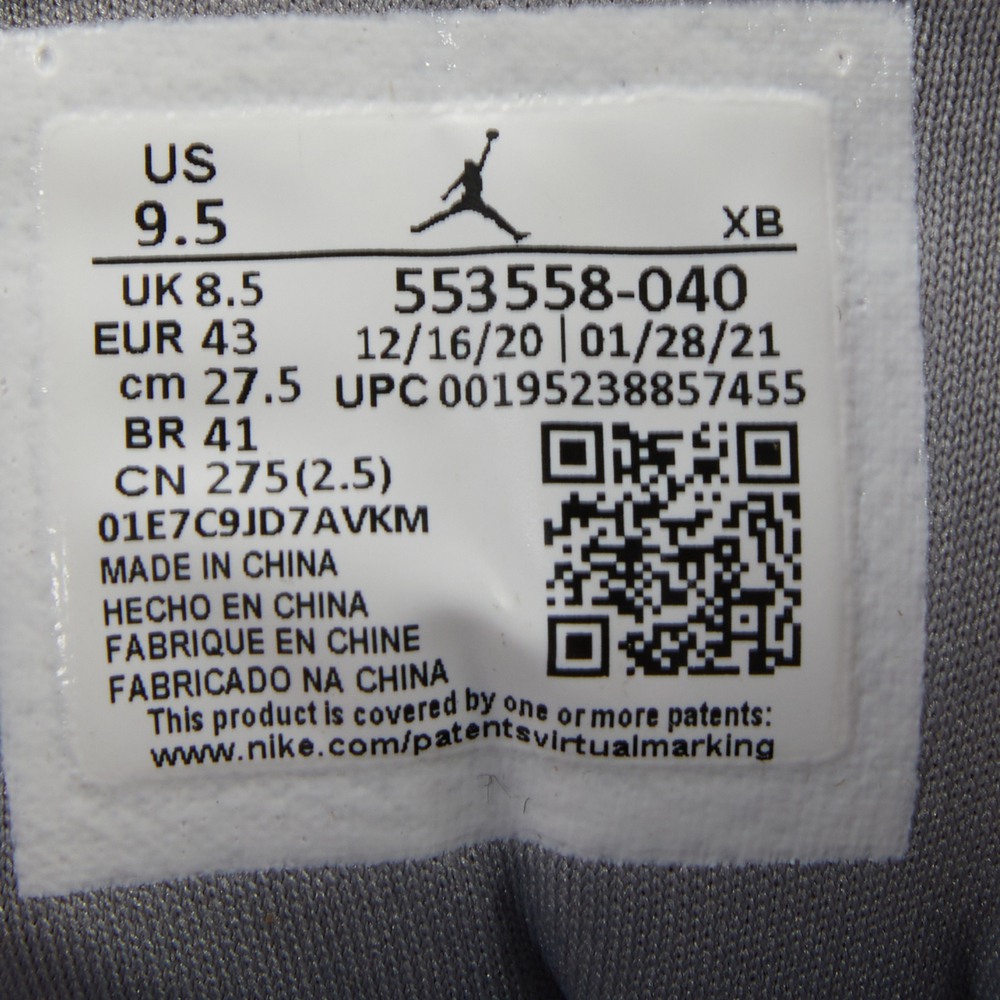 US
9.5
XB
UK 8.5
553558-040
EUR 43
12/16/20 | 01/28/21
cm 27.5
UPC 00195238857455
BR 41
CN 275(2.5)
01E7C9JD7AVKM
MADE IN CHINA
HECHO EN CHINA
FABRIQUE EN CHINE
FABRICADO NA CHINA
This product is covered by one or more patents:
www.nike.com/patentsvirtualmarking